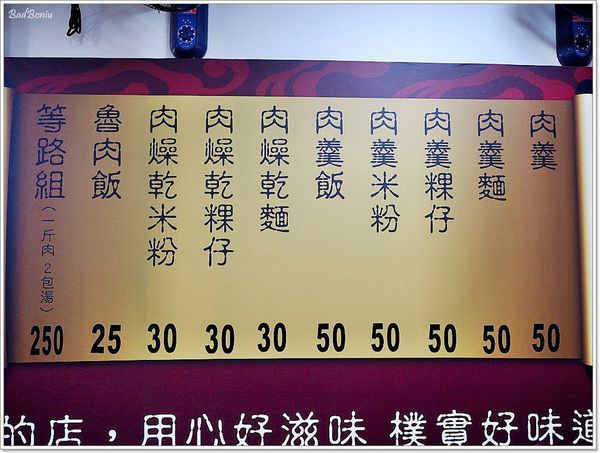 BadBoniu
肉羹 50
肉羹麵 50
肉羹粿仔 50
肉羹米粉 50
肉羹飯 50
肉燥乾麵 30
肉燥乾粿仔 30
肉燥乾米粉 30
魯肉飯 25
等路組（一斤肉 2包湯） 250
的店，用心好滋味 樸實好味道